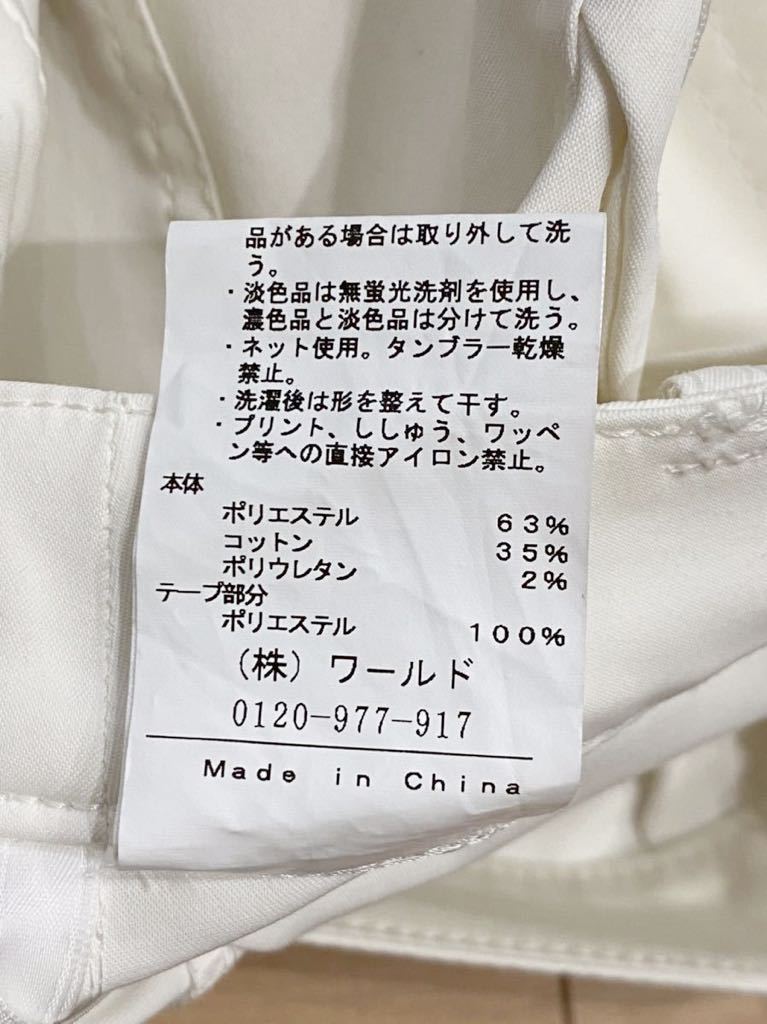 品がある場合は取り外して洗
う。
・淡色品は無蛍光洗剤を使用し、
濃色品と淡色品は分けて洗う。
・ネット使用。タンブラー乾燥
禁止。
・洗濯後は形を整えて干す。
・プリント、ししゅう、ワッペ
ン等への直接アイロン禁止。
本体
ポリエステル 63%
コットン 35%
ポリウレタン 2%
テープ部分
ポリエステル 100%
(株) ワールド
0120-977-917
Made in China